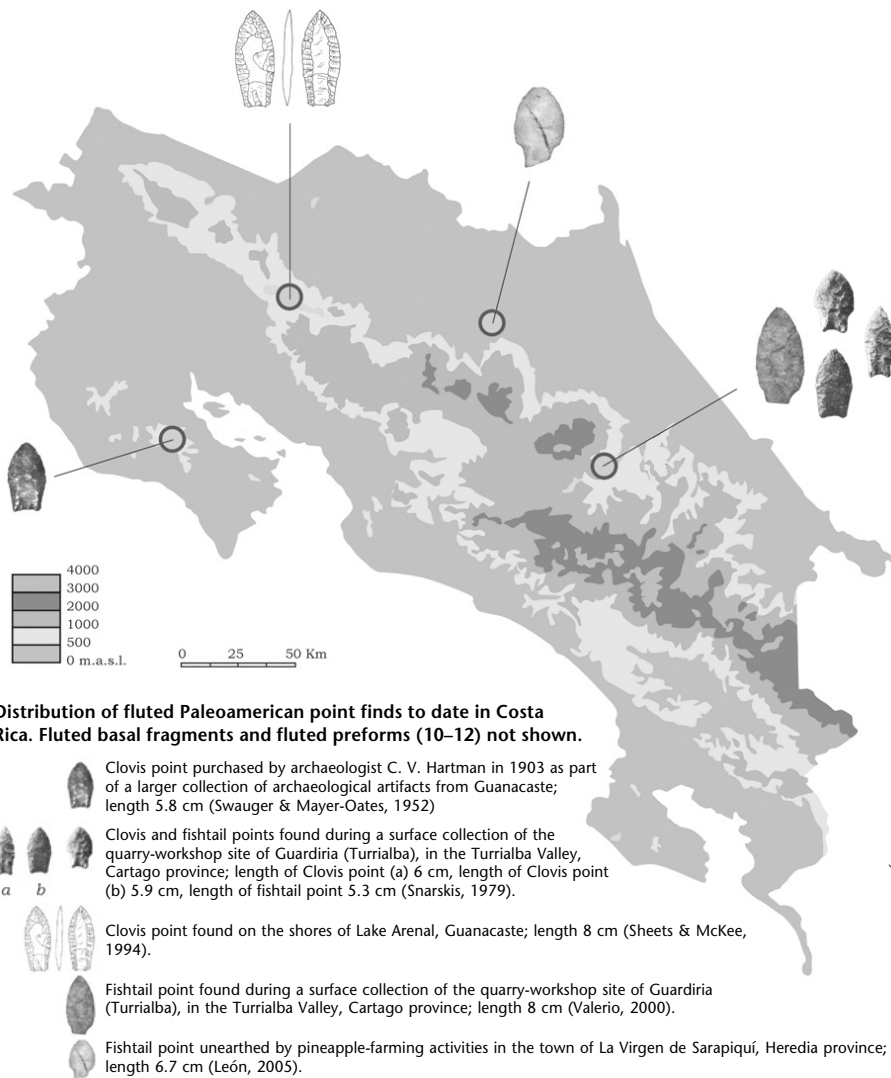 4000
3000
2000
1000
500
0 m.a.s.l.
0 25 50 Km
Distribution of fluted Paleoamerican point finds to date in Costa
Rica. Fluted basal fragments and fluted preforms (10–12) not shown.
Clovis point purchased by archaeologist C. V. Hartman in 1903 as part
of a larger collection of archaeological artifacts from Guanacaste;
length 5.8 cm (Swauger & Mayer-Oates, 1952)
Clovis and fishtail points found during a surface collection of the
quarry-workshop site of Guardiria (Turrialba), in the Turrialba Valley,
Cartago province; length of Clovis point (a) 6 cm, length of Clovis point
(b) 5.9 cm, length of fishtail point 5.3 cm (Snarskis, 1979).
a b
Clovis point found on the shores of Lake Arenal, Guanacaste; length 8 cm (Sheets & McKee,
1994).
Fishtail point found during a surface collection of the quarry-workshop site of Guardiria
(Turrialba), in the Turrialba Valley, Cartago province; length 8 cm (Valerio, 2000).
Fishtail point unearthed by pineapple-farming activities in the town of La Virgen de Sarapiquí, Heredia province;
length 6.7 cm (León, 2005).